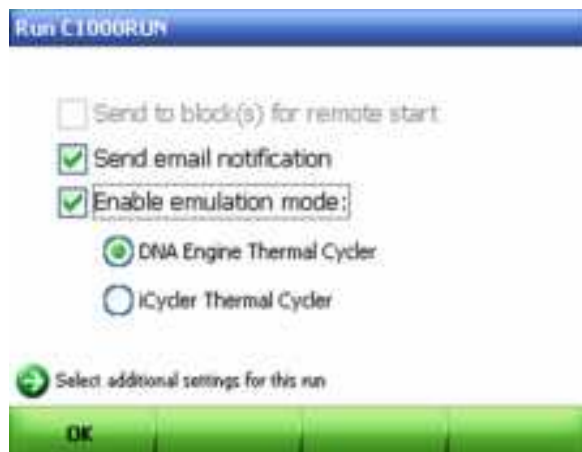 Run C1000RUN
Send to block(s) for remote start
Send email notification
Enable emulation mode:
DNA Engine Thermal Cycler
iCycler Thermal Cycler
Select additional settings for this run
OK